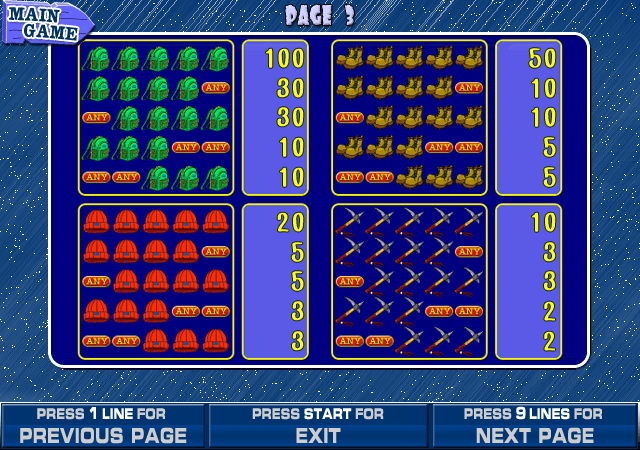 MAIN
GAME
PAGE 3
100
30
ANY
ANY
30
ANY ANY
10
ANY ANY
10
50
ANY
10
ANY
10
ANY ANY
5
ANY ANY
5
20
ANY
5
ANY
5
ANY ANY
3
ANY ANY
3
10
ANY
3
ANY
3
ANY ANY
2
ANY ANY
2
PRESS 1 LINE FOR
PREVIOUS PAGE
PRESS START FOR
EXIT
PRESS 9 LINES FOR
NEXT PAGE